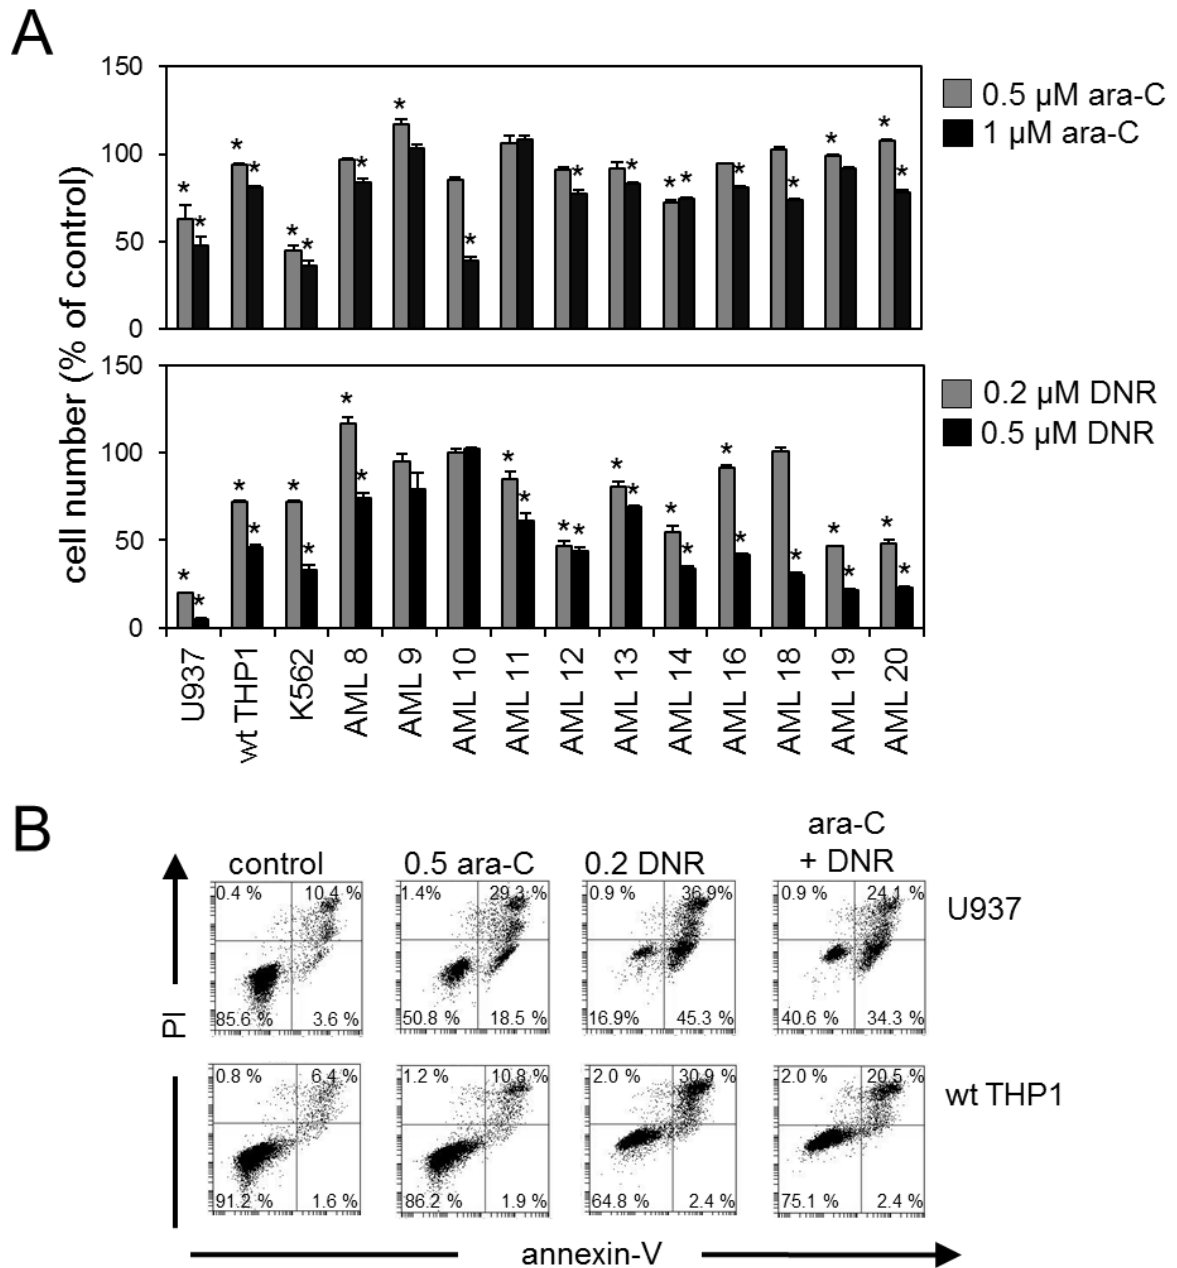 A
cell number (% of control)
150
100
50
0
* * * * * * * * * * * * * * * * * * *
0.5 µM ara-C
1 µM ara-C
150
100
50
0
* * * * * * * * * * * * * * * * * * * * * * *
0.2 µM DNR
0.5 µM DNR
U937
wt THP1
K562
AML 8
AML 9
AML 10
AML 11
AML 12
AML 13
AML 14
AML 16
AML 18
AML 19
AML 20
B
control
0.5 ara-C
0.2 DNR
ara-C
+ DNR
PI
0.4 % 10.4 %
85.6 % 3.6 %
1.4% 29.3 %
50.8 % 18.5 %
0.9 % 36.9%
16.9% 45.3 %
0.9 % 24.1 %
40.6 % 34.3 %
U937
0.8 % 6.4 %
91.2 % 1.6 %
1.2 % 10.8 %
86.2 % 1.9 %
2.0 % 30.9 %
64.8 % 2.4 %
2.0 % 20.5 %
75.1 % 2.4 %
wt THP1
annexin-V